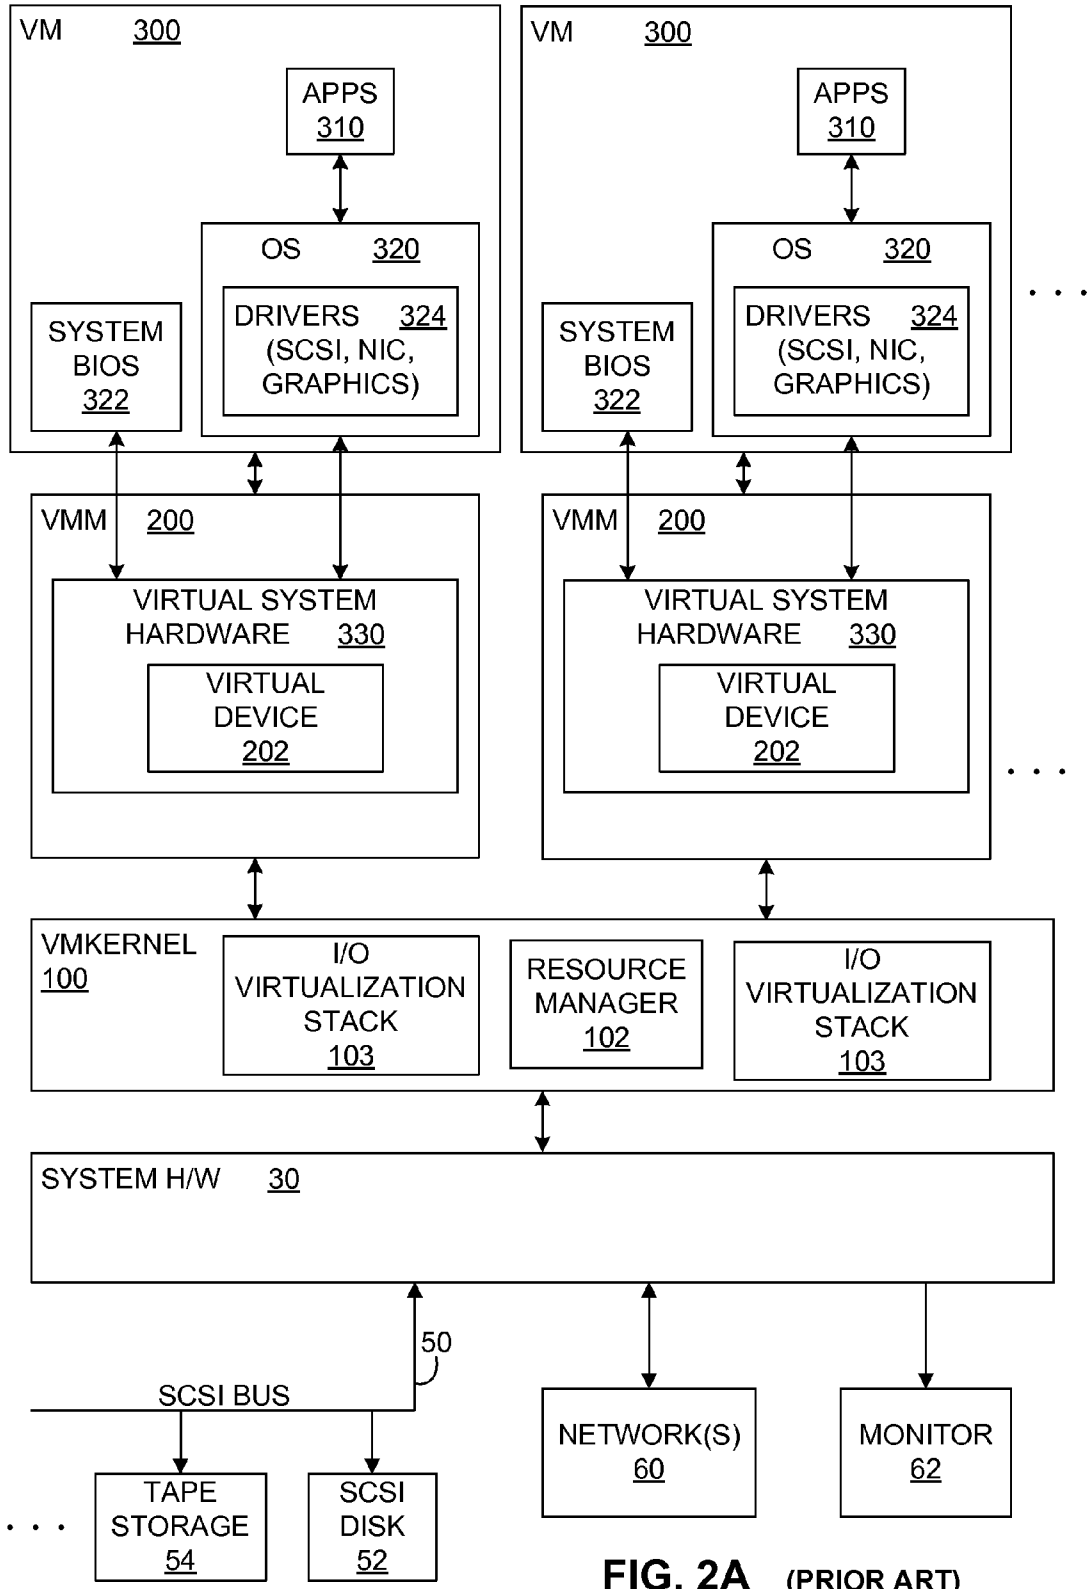 VM 300
APPS
310
OS 320
DRIVERS 324
(SCSI, NIC,
GRAPHICS)
SYSTEM
BIOS
322
VM 300
APPS
310
OS 320
DRIVERS 324
(SCSI, NIC,
GRAPHICS)
SYSTEM
BIOS
322
. . .
VMM 200
VIRTUAL SYSTEM
HARDWARE 330
VIRTUAL
DEVICE
202
VMM 200
VIRTUAL SYSTEM
HARDWARE 330
VIRTUAL
DEVICE
202
. . .
VMKERNEL
100
I/O
VIRTUALIZATION
STACK
103
RESOURCE
MANAGER
102
I/O
VIRTUALIZATION
STACK
103
SYSTEM H/W 30
50
SCSI BUS
. . .
TAPE
STORAGE
54
SCSI
DISK
52
NETWORK(S)
60
MONITOR
62
FIG. 2A (PRIOR ART)